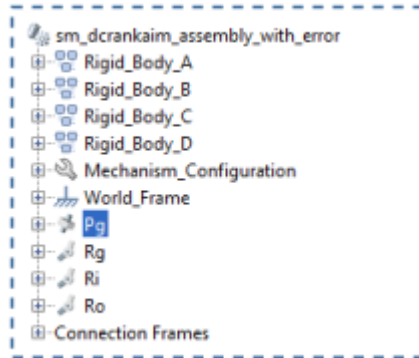 sm_dcrankaim_assembly_with_error
Rigid_Body_A
Rigid_Body_B
Rigid_Body_C
Rigid_Body_D
Mechanism_Configuration
World_Frame
Pg
Rg
Ri
Ro
Connection Frames